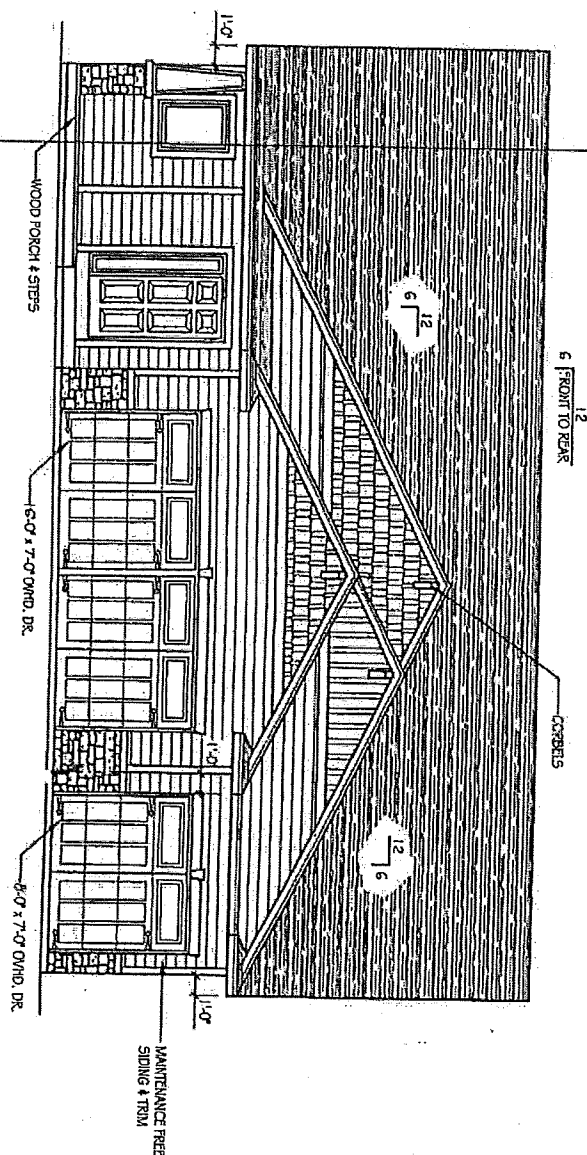 12
6 FRONT TO REAR
CORBELS
12
6
12
6
1'-0"
1'-0"
1'-0"
WOOD PORCH & STEPS
16'-0" x 7'-0" OVHD. DR.
8'-0" x 7'-0" OVHD. DR.
MAINTENANCE FREE
SIDING & TRIM